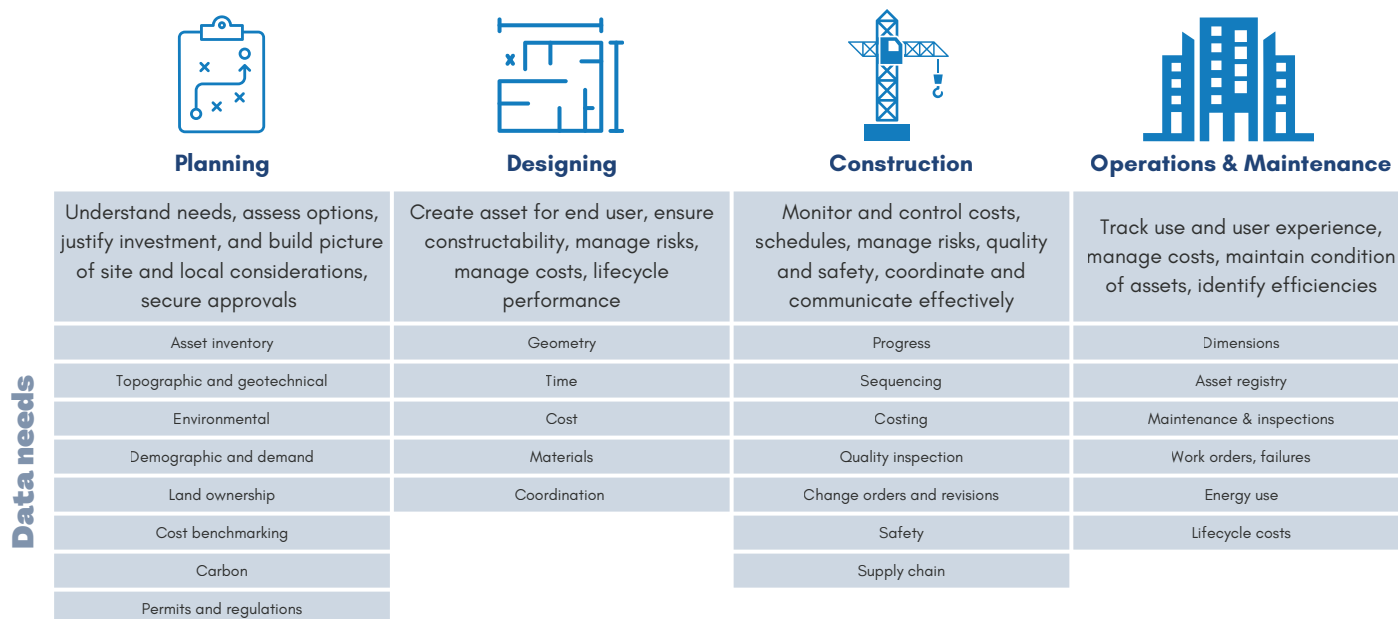 Planning
Understand needs, assess options,
justify investment, and build picture
of site and local considerations,
secure approvals
Asset inventory
Topographic and geotechnical
Environmental
Demographic and demand
Land ownership
Cost benchmarking
Carbon
Permits and regulations
Designing
Create asset for end user, ensure
constructability, manage risks,
manage costs, lifecycle
performance
Geometry
Time
Cost
Materials
Coordination
Construction
Monitor and control costs,
schedules, manage risks, quality
and safety, coordinate and
communicate effectively
Progress
Sequencing
Costing
Quality inspection
Change orders and revisions
Safety
Supply chain
Operations & Maintenance
Track use and user experience,
manage costs, maintain condition
of assets, identify efficiencies
Dimensions
Asset registry
Maintenance & inspections
Work orders, failures
Energy use
Lifecycle costs
Data needs